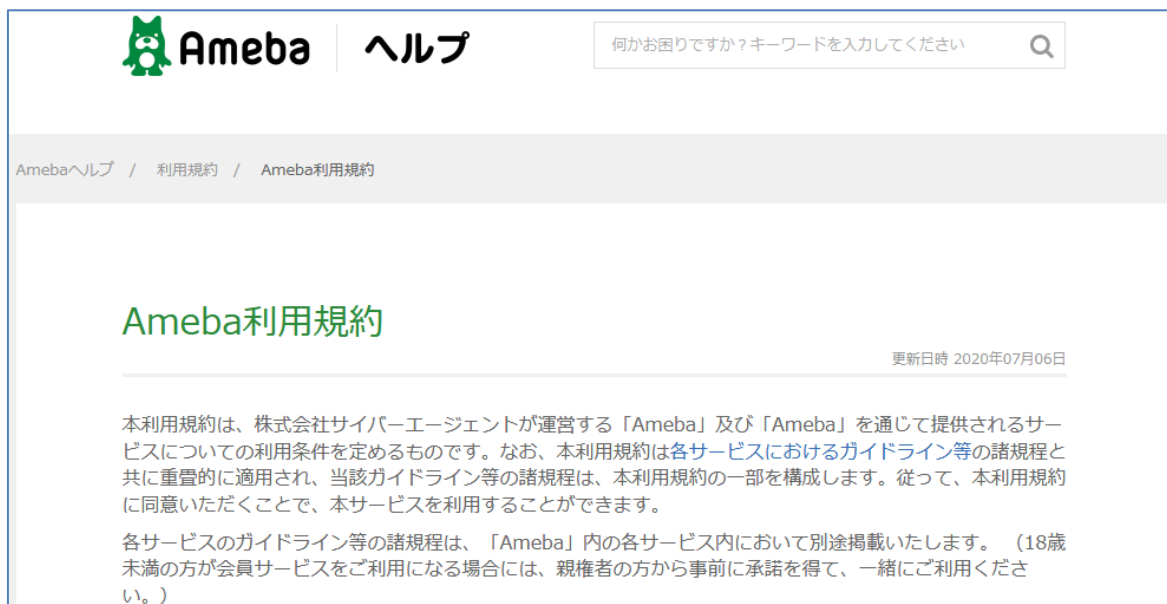 Ameba ヘルプ 何かお困りですか？キーワードを入力してください
Amebaヘルプ / 利用規約 / Ameba利用規約
Ameba利用規約
更新日時 2020年07月06日
本利用規約は、株式会社サイバーエージェントが運営する「Ameba」及び「Ameba」を通じて提供されるサー
ビスについての利用条件を定めるものです。なお、本利用規約は各サービスにおけるガイドライン等の諸規程と
共に重畳的に適用され、当該ガイドライン等の諸規程は、本利用規約の一部を構成します。従って、本利用規約
に同意いただくことで、本サービスを利用することができます。
各サービスのガイドライン等の諸規程は、「Ameba」内の各サービス内において別途掲載いたします。 （18歳
未満の方が会員サービスをご利用になる場合には、親権者の方から事前に承諾を得て、一緒にご利用くださ
い。）